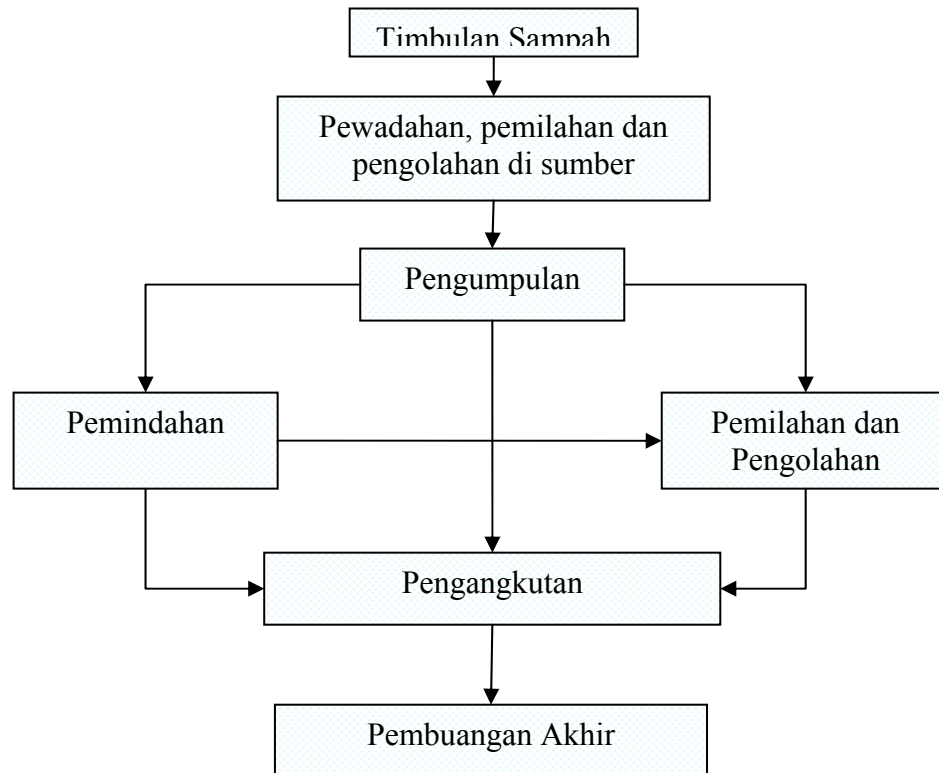 Timbulan Sampah
Pewadahan, pemilahan dan
pengolahan di sumber
Pengumpulan
Pemindahan
Pemilahan dan
Pengolahan
Pengangkutan
Pembuangan Akhir